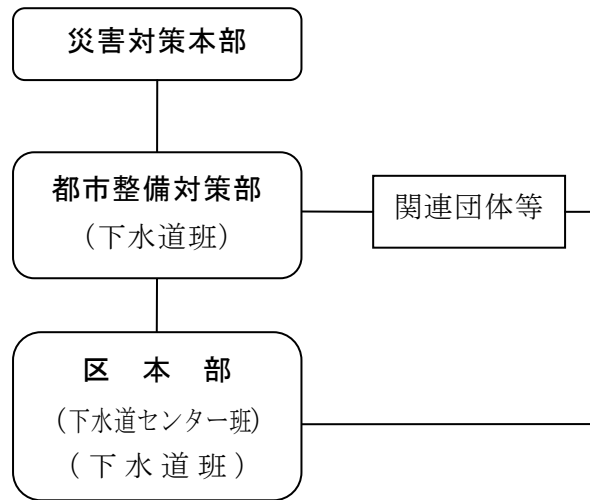 災害対策本部
都市整備対策部
（下水道班）
関連団体等
区　本　部
（下水道センター班）
（下水道班）